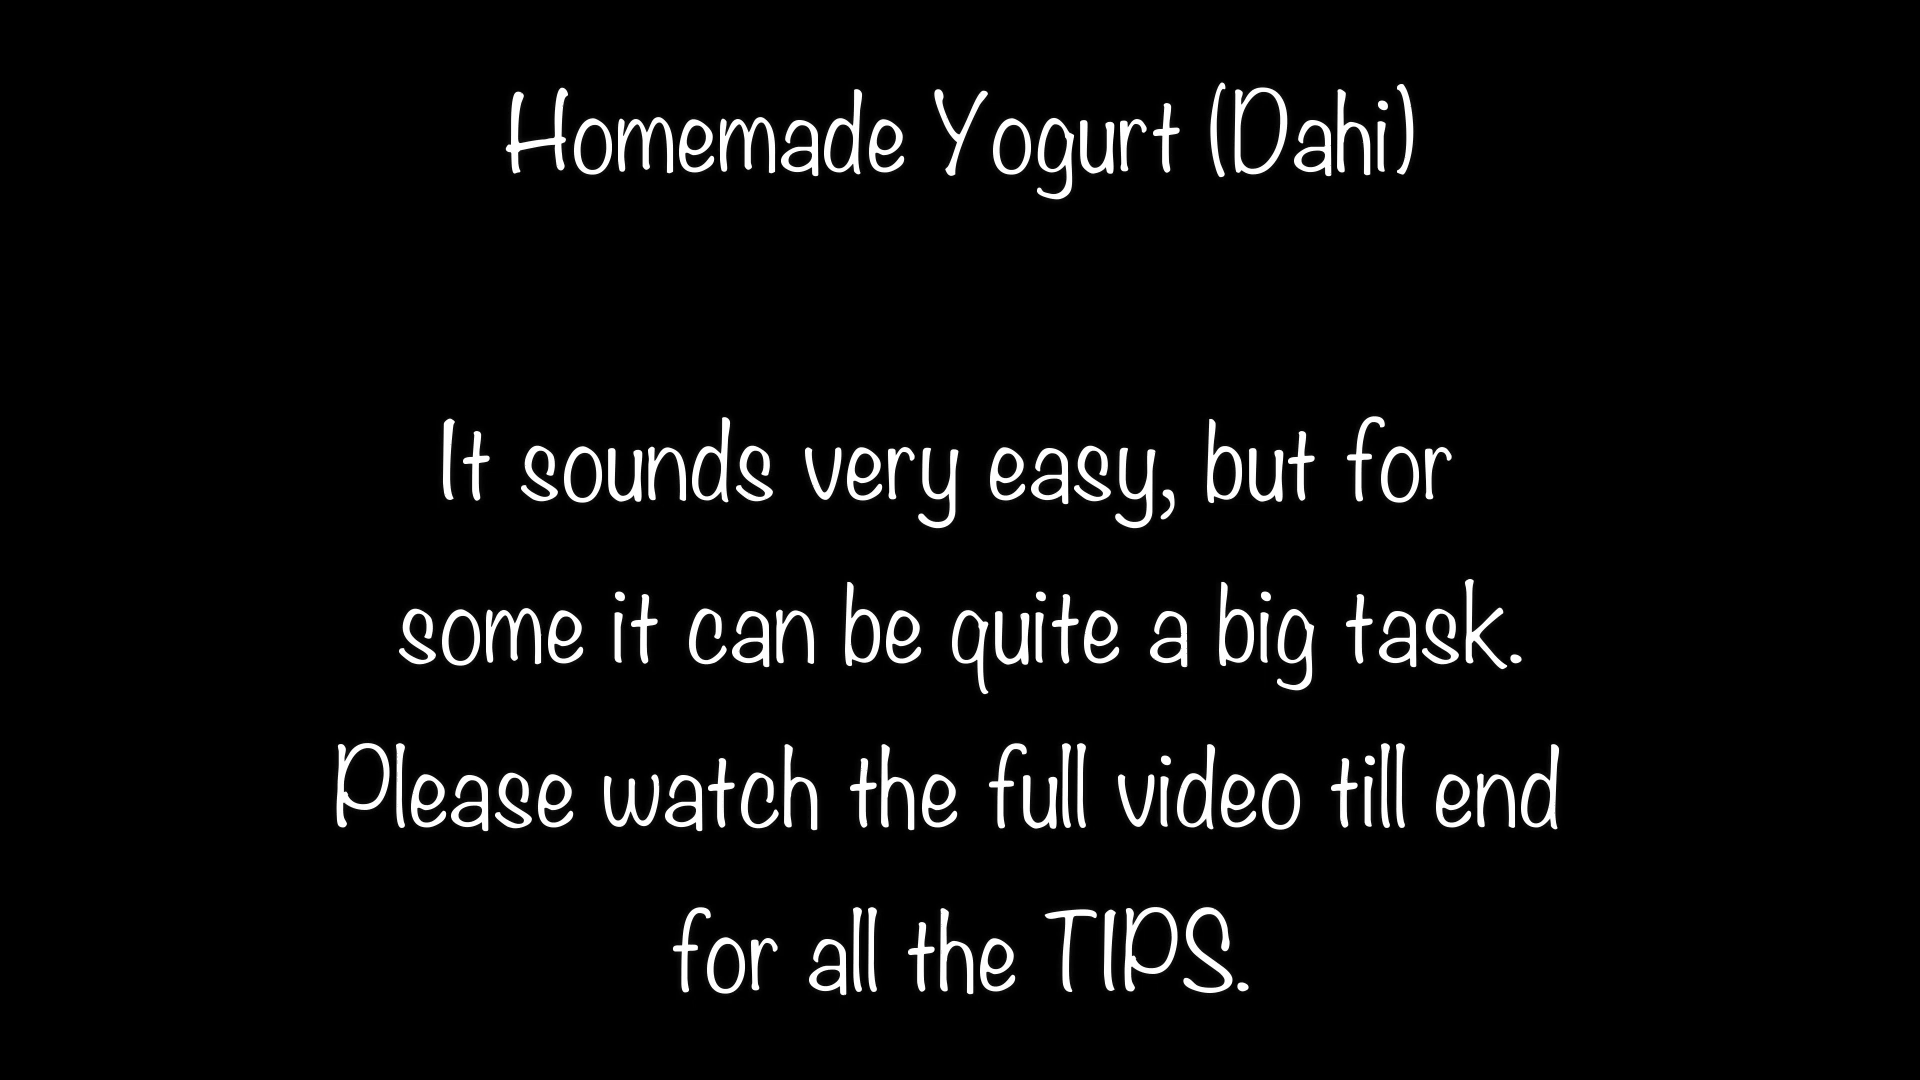 Homemade Yogurt (Dahi)
It sounds very easy, but for
some it can be quite a big task.
Please watch the full video till end
for all the TIPS.